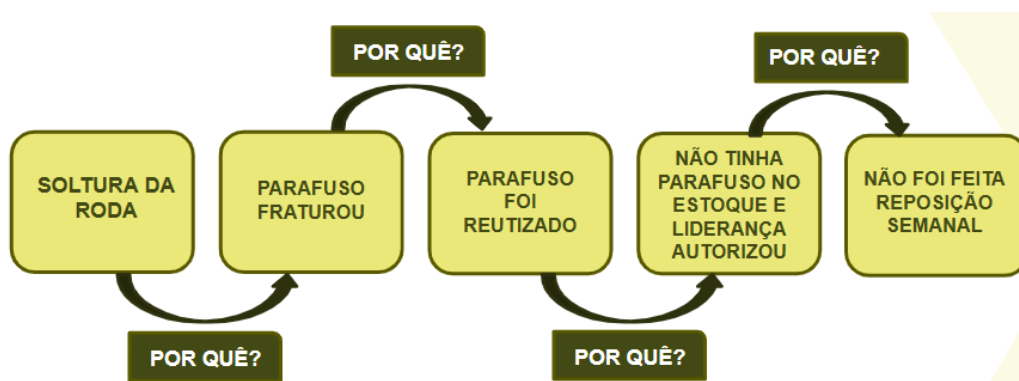 POR QUÊ?
POR QUÊ?
SOLTURA DA
RODA
PARAFUSO
FRATUROU
PARAFUSO
FOI
REUTIZADO
NÃO TINHA
PARAFUSO NO
ESTOQUE E
LIDERANÇA
AUTORIZOU
NÃO FOI FEITA
REPOSIÇÃO
SEMANAL
POR QUÊ?
POR QUÊ?